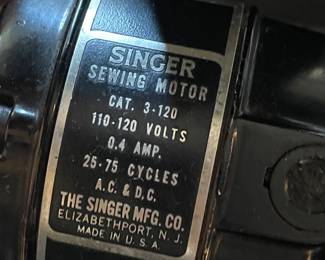 SINGER
SEWING MOTOR
CAT. 3-120
110-120 VOLTS
0.4 AMP.
25-75 CYCLES
A.C. & D.C.
THE SINGER MFG. CO.
ELIZABETHPORT, N. J.
MADE IN U. S. A.